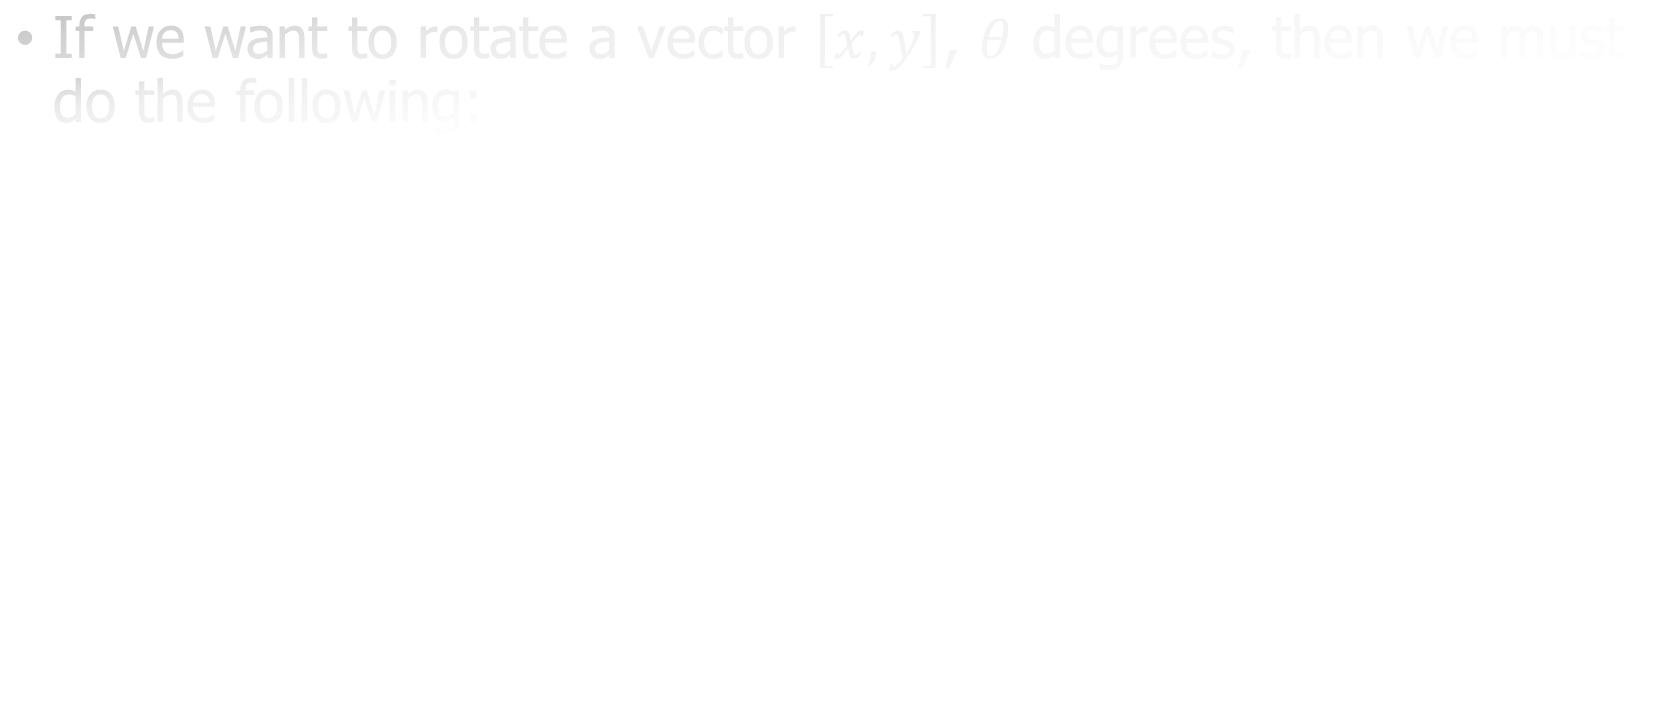 • If we want to rotate a vector [x, y], θ degrees, then we must
do the following: